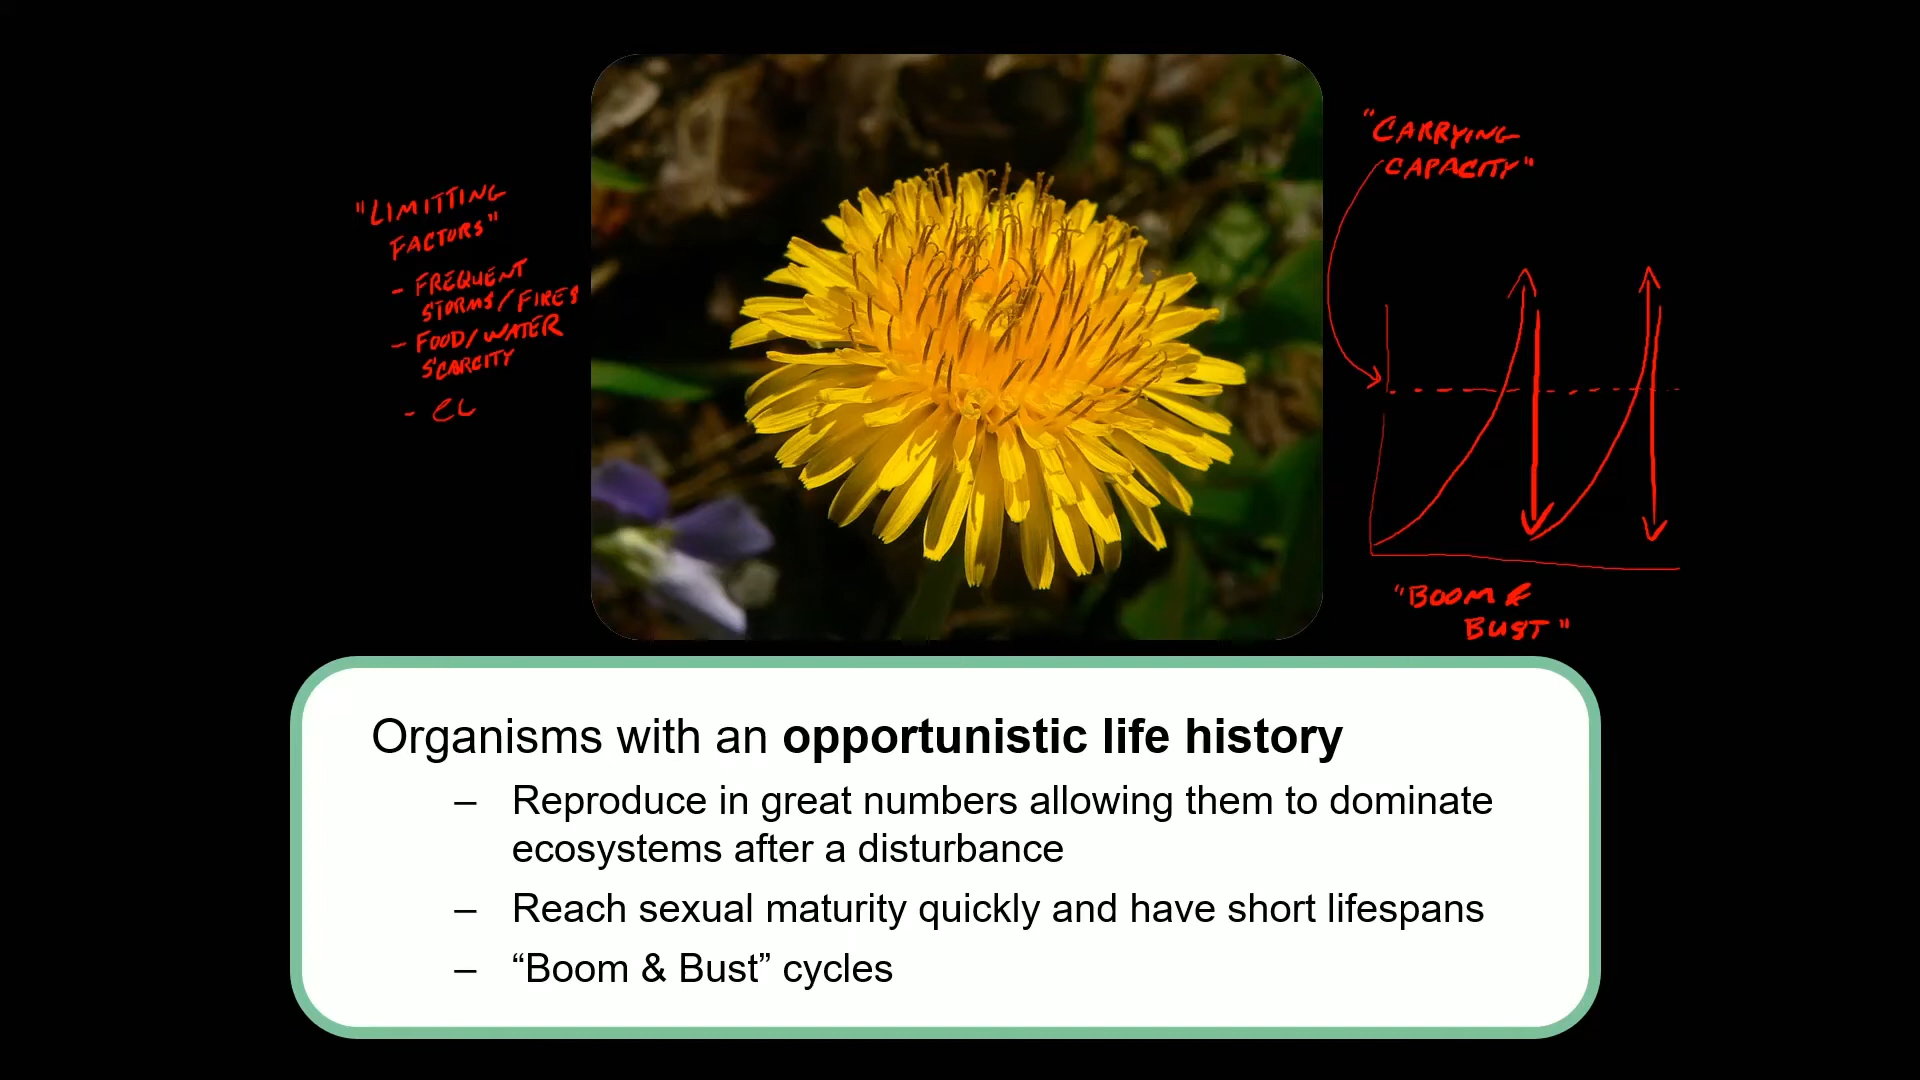 "LIMITTING
FACTORS"
- FREQUENT
STORMS/FIRES
- FOOD/WATER
SCARCITY
- CL
"CARRYING
CAPACITY"
"BOOM &
BUST"
Organisms with an opportunistic life history
– Reproduce in great numbers allowing them to dominate
ecosystems after a disturbance
– Reach sexual maturity quickly and have short lifespans
– “Boom & Bust” cycles